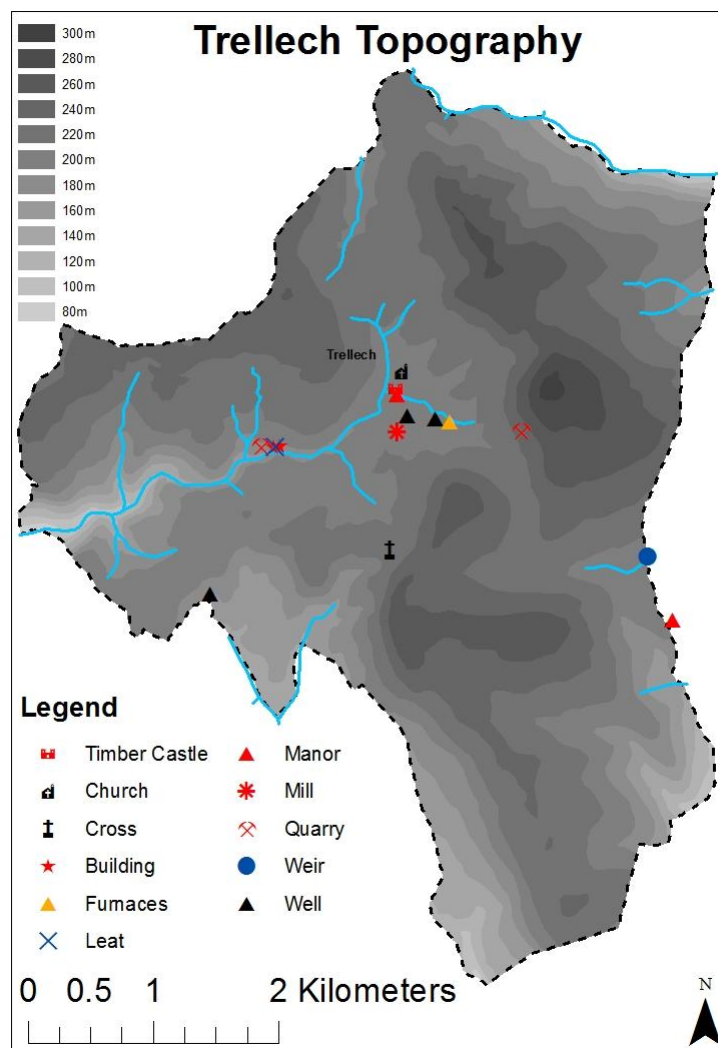 Trellech Topography
300m
280m
260m
240m
220m
200m
180m
160m
140m
120m
100m
80m
Trellech
Legend
Timber Castle
Manor
Church
Mill
Cross
Quarry
Building
Weir
Furnaces
Well
Leat
0 0.5 1 2 Kilometers
N